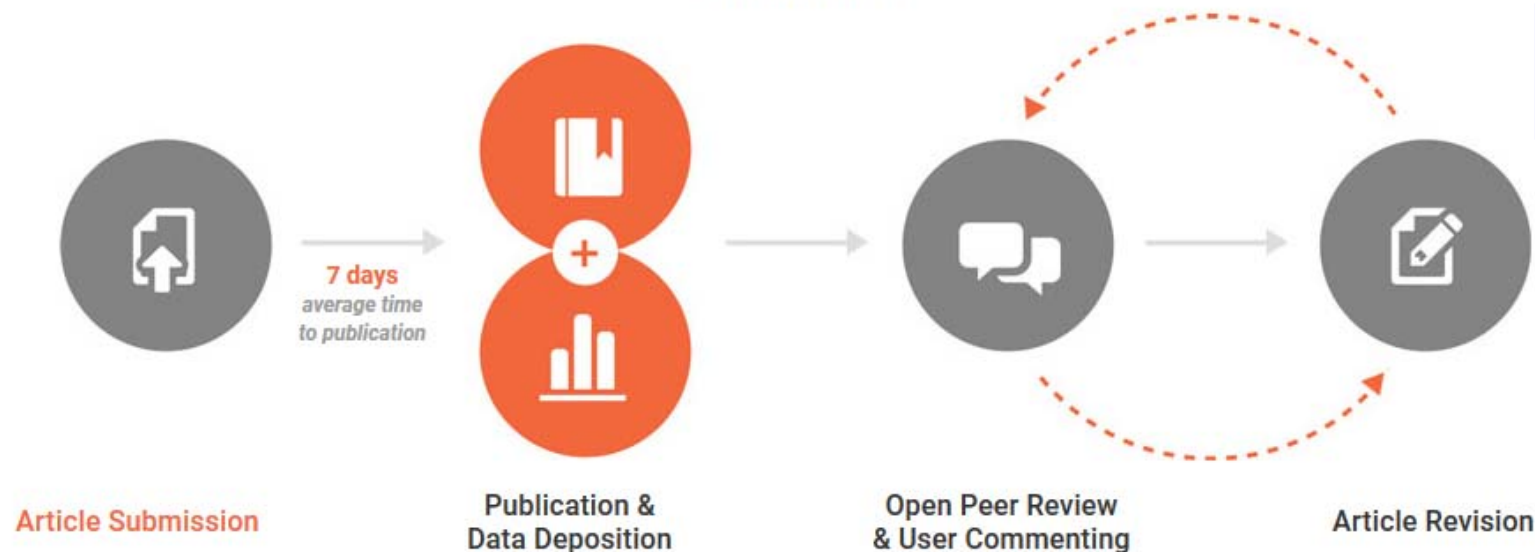 7 days
average time
to publication
Article Submission
Publication &
Data Deposition
Open Peer Review
& User Commenting
Article Revision